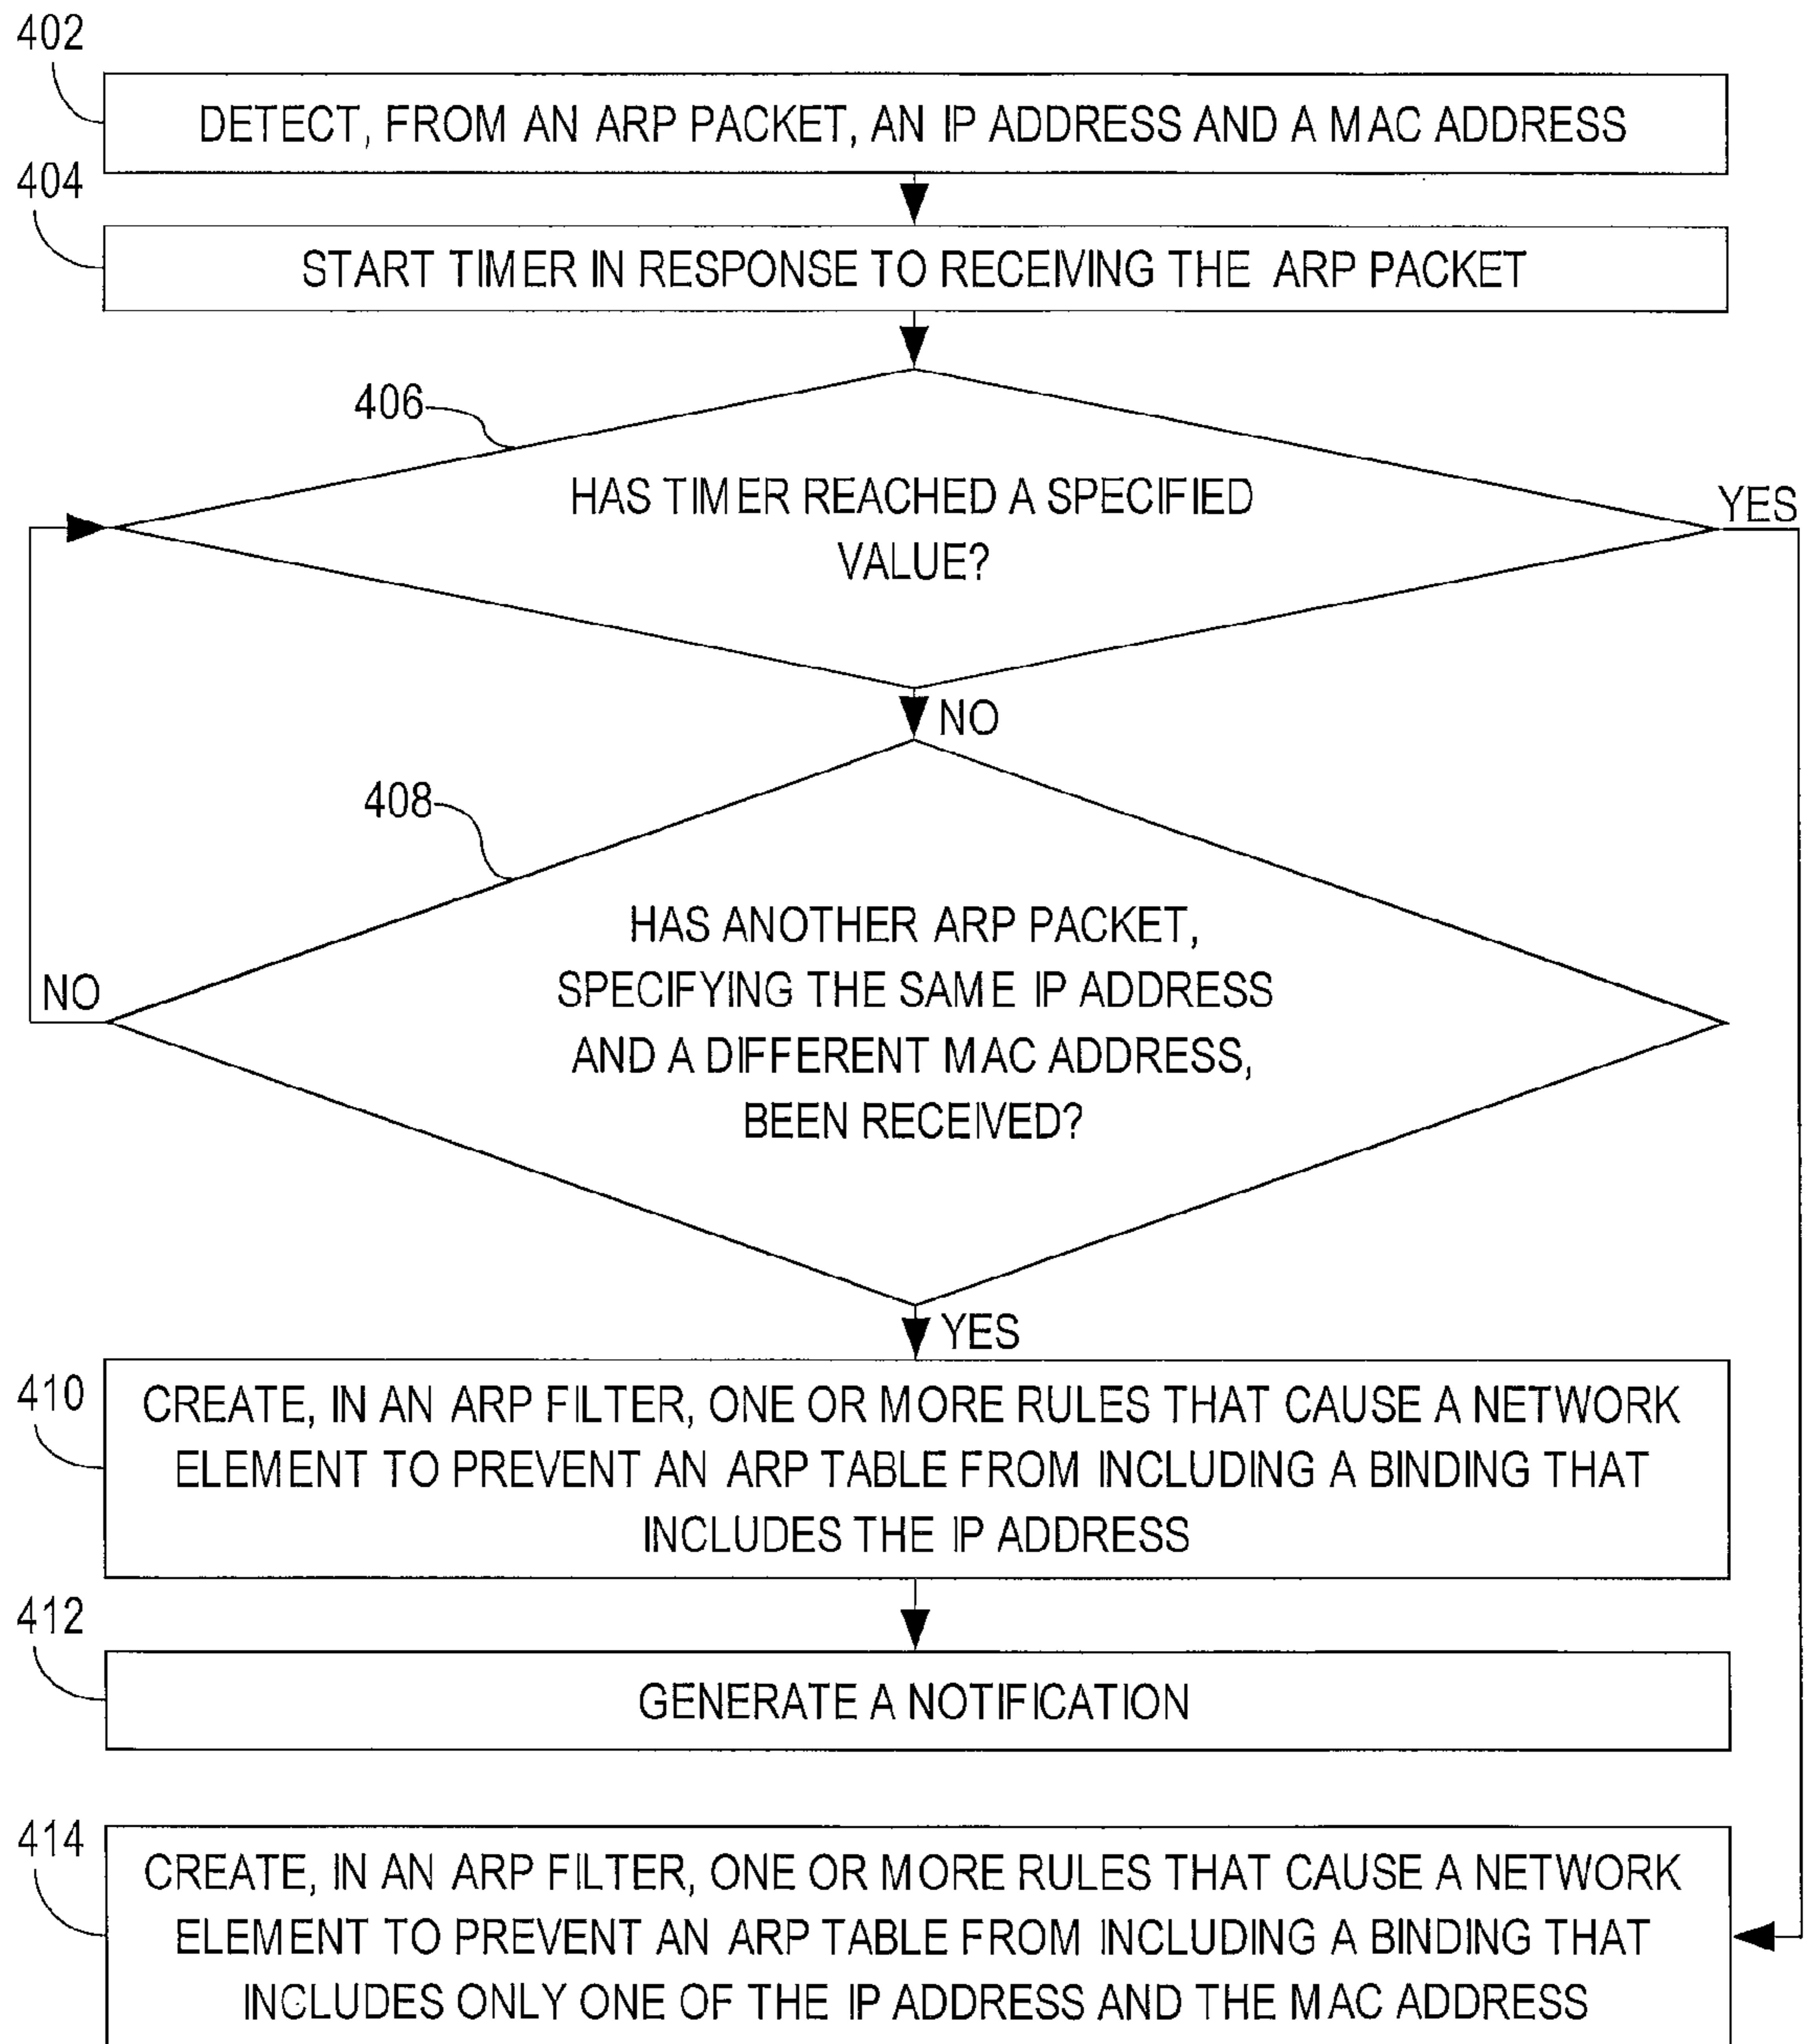 402
DETECT, FROM AN ARP PACKET, AN IP ADDRESS AND A MAC ADDRESS
404
START TIMER IN RESPONSE TO RECEIVING THE ARP PACKET
406
HAS TIMER REACHED A SPECIFIED
VALUE?
YES
NO
408
HAS ANOTHER ARP PACKET,
SPECIFYING THE SAME IP ADDRESS
AND A DIFFERENT MAC ADDRESS,
BEEN RECEIVED?
NO
YES
410
CREATE, IN AN ARP FILTER, ONE OR MORE RULES THAT CAUSE A NETWORK
ELEMENT TO PREVENT AN ARP TABLE FROM INCLUDING A BINDING THAT
INCLUDES THE IP ADDRESS
412
GENERATE A NOTIFICATION
414
CREATE, IN AN ARP FILTER, ONE OR MORE RULES THAT CAUSE A NETWORK
ELEMENT TO PREVENT AN ARP TABLE FROM INCLUDING A BINDING THAT
INCLUDES ONLY ONE OF THE IP ADDRESS AND THE MAC ADDRESS